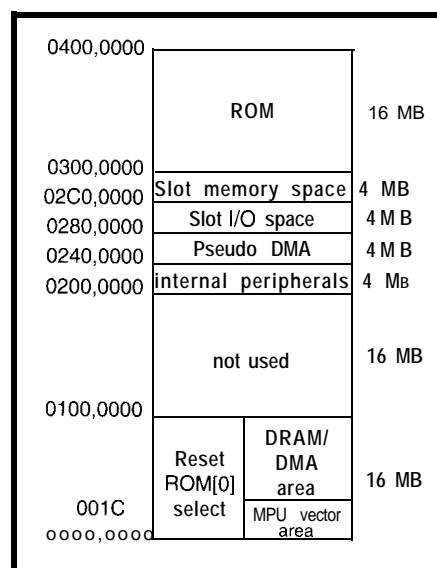 0400,0000
ROM 16 MB
0300,0000
Slot memory space 4 MB
02C0,0000
Slot I/O space 4 M B
0280,0000
Pseudo DMA 4 M B
0240,0000
internal peripherals 4 MB
0200,0000
not used 16 MB
0100,0000
DRAM/
Reset DMA
ROM[0] area 16 MB
select
001C MPU vector
area
oooo,oooo